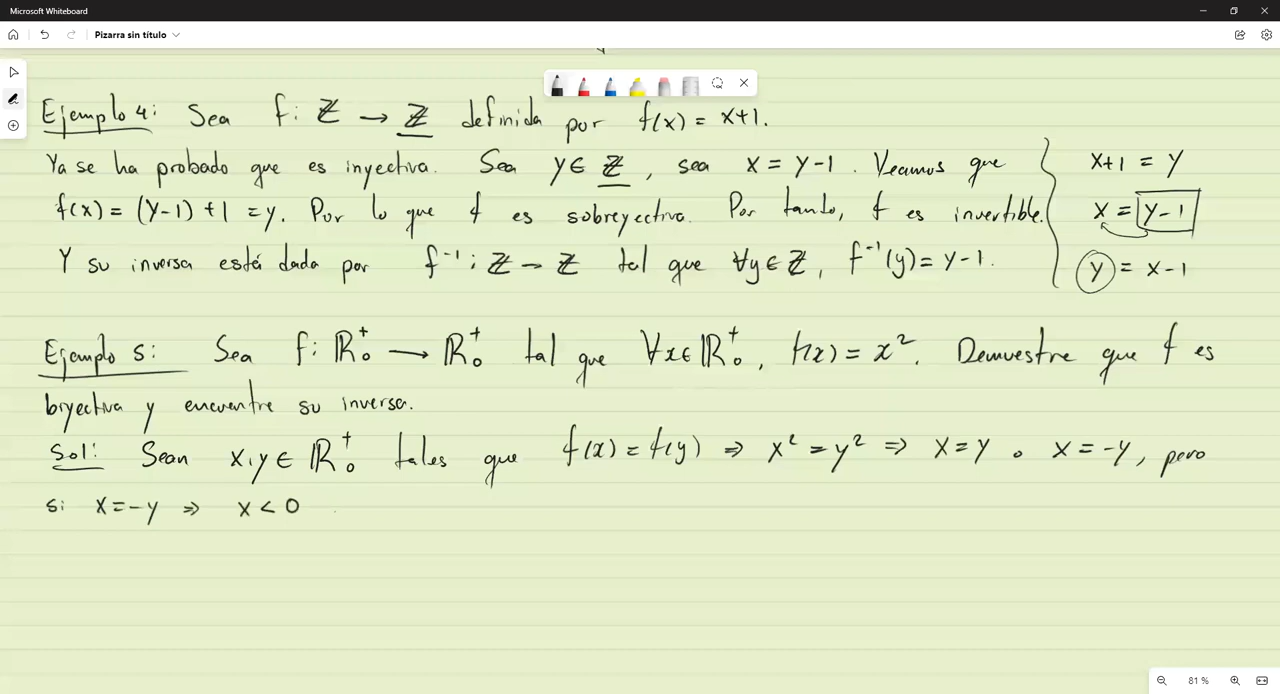 Microsoft Whiteboard
Pizarra sin título
Ejemplo 4: Sea f: ℤ → ℤ definida por f(x) = x+1.
Ya se ha probado que es inyectiva. Sea y ∈ ℤ, sea x = y-1. Veamos que
f(x) = (y-1)+1 = y. Por lo que f es sobreyectiva. Por tanto, f es invertible.
Y su inversa está dada por f⁻¹: ℤ → ℤ tal que ∀y ∈ ℤ, f⁻¹(y) = y-1.
x+1 = y
x = y-1
y = x-1
Ejemplo 5: Sea f: ℝ₀⁺ → ℝ₀⁺ tal que ∀x ∈ ℝ₀⁺, f(x) = x². Demuestre que f es
biyectiva y encuentre su inversa.
Sol: Sean x,y ∈ ℝ₀⁺ tales que f(x) = f(y) ⇒ x² = y² ⇒ x = y o x = -y, pero
si x = -y ⇒ x < 0
81 %